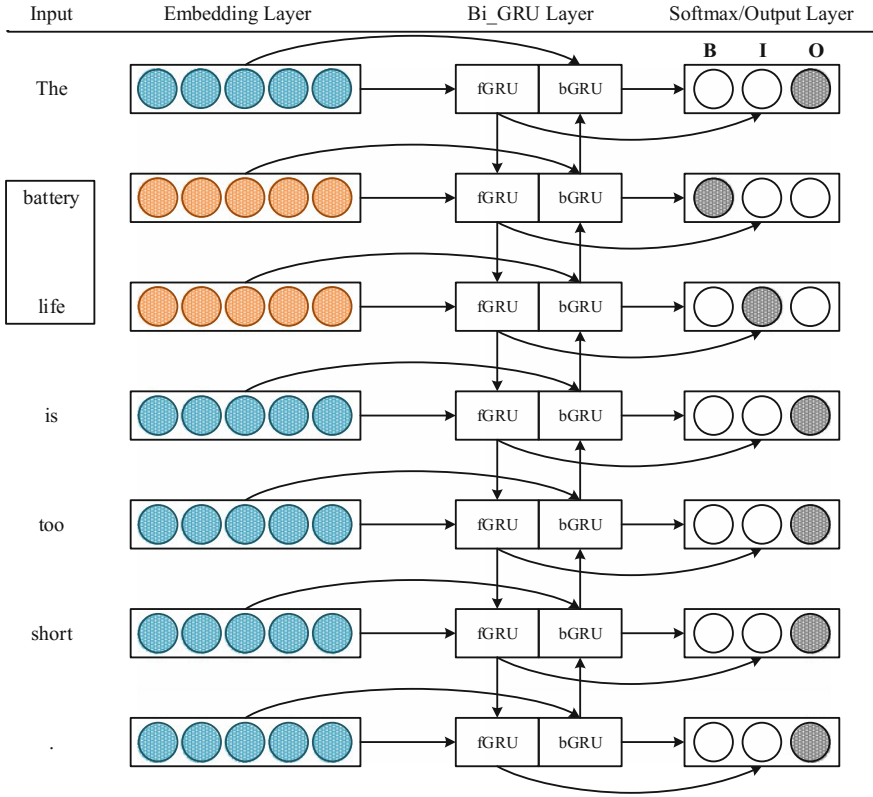 Input Embedding Layer Bi_GRU Layer Softmax/Output Layer
B I O
The fGRU bGRU
battery fGRU bGRU
life fGRU bGRU
is fGRU bGRU
too fGRU bGRU
short fGRU bGRU
. fGRU bGRU